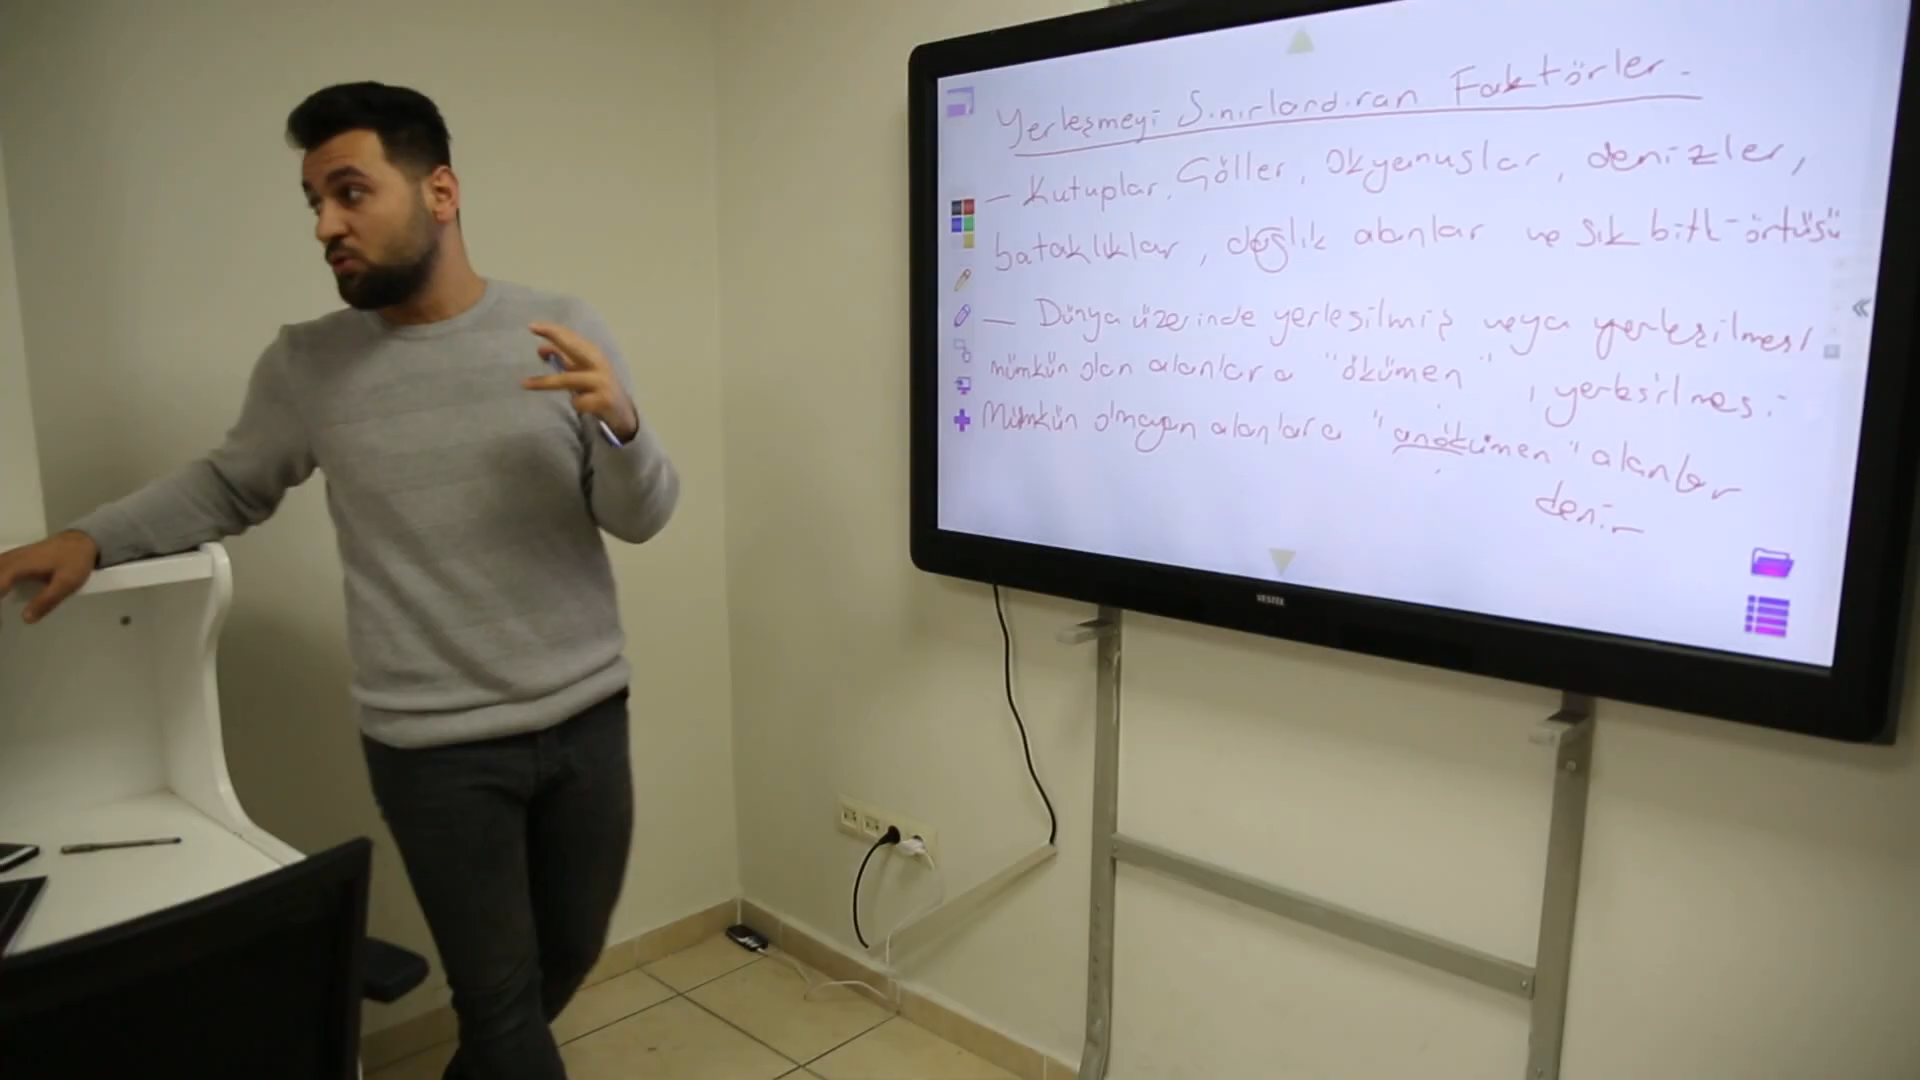 Yerleşmeyi Sınırlandıran Faktörler.
– Kutuplar, Göller, Okyanuslar, denizler,
bataklıklar, dağlık alanlar ve sık bitki örtüsü
– Dünya üzerinde yerleşilmiş veya yerleşilmesi
mümkün olan alanlara "ökümen", yerleşilmesi
Mümkün olmayan alanlara "anökümen" alanlar
denir
VESTEL